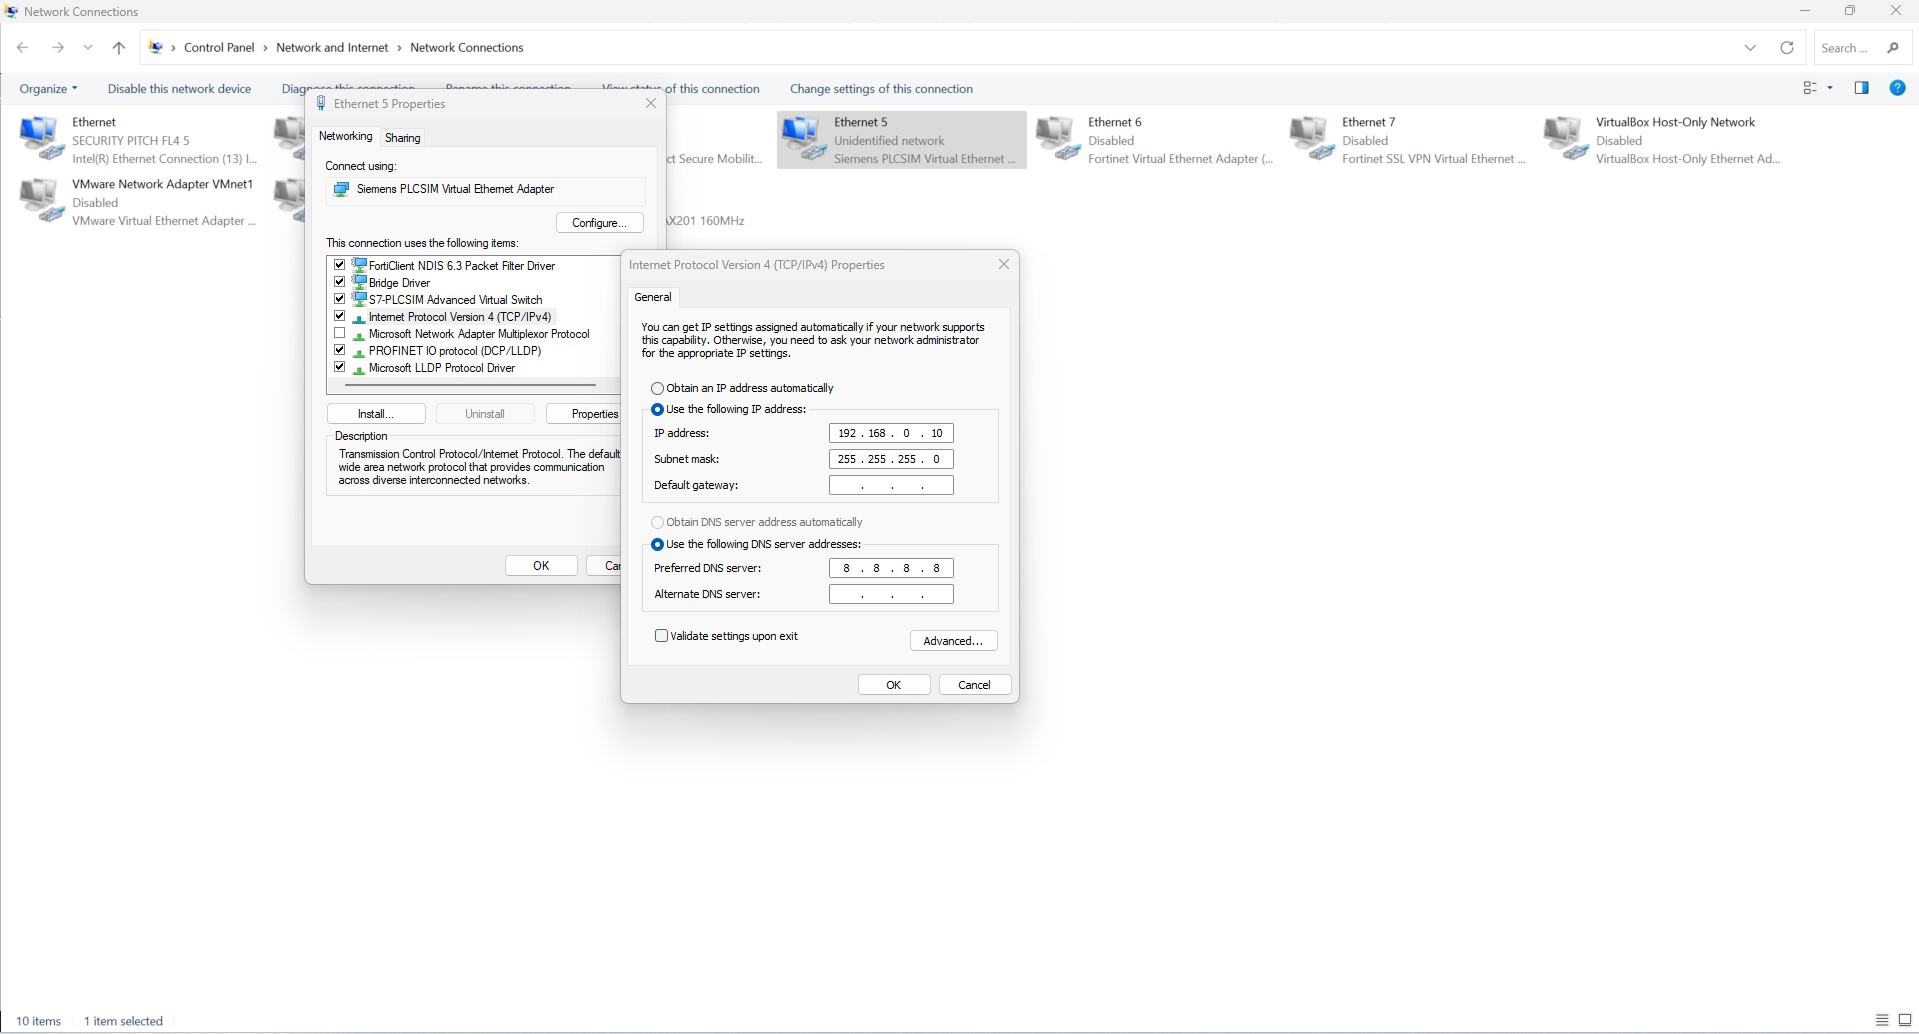 Network Connections
Control Panel > Network and Internet > Network Connections
Search ...
Organize
Disable this network device
View status of this connection
Change settings of this connection
Ethernet
SECURITY PITCH FL4 5
Intel(R) Ethernet Connection (13) I...
ct Secure Mobilit...
Ethernet 5
Unidentified network
Siemens PLCSIM Virtual Ethernet ...
Ethernet 6
Disabled
Fortinet Virtual Ethernet Adapter (...
Ethernet 7
Disabled
Fortinet SSL VPN Virtual Ethernet ...
VirtualBox Host-Only Network
Disabled
VirtualBox Host-Only Ethernet Ad...
VMware Network Adapter VMnet1
Disabled
VMware Virtual Ethernet Adapter ...
AX201 160MHz
Ethernet 5 Properties
Networking
Sharing
Connect using:
Siemens PLCSIM Virtual Ethernet Adapter
Configure...
This connection uses the following items:
FortiClient NDIS 6.3 Packet Filter Driver
Bridge Driver
S7-PLCSIM Advanced Virtual Switch
Internet Protocol Version 4 (TCP/IPv4)
Microsoft Network Adapter Multiplexor Protocol
PROFINET IO protocol (DCP/LLDP)
Microsoft LLDP Protocol Driver
Install...
Uninstall
Properties
Description
Transmission Control Protocol/Internet Protocol. The default
wide area network protocol that provides communication
across diverse interconnected networks.
OK
Internet Protocol Version 4 (TCP/IPv4) Properties
General
You can get IP settings assigned automatically if your network supports
this capability. Otherwise, you need to ask your network administrator
for the appropriate IP settings.
Obtain an IP address automatically
Use the following IP address:
IP address:
192 . 168 . 0 . 10
Subnet mask:
255 . 255 . 255 . 0
Default gateway:
. . .
Obtain DNS server address automatically
Use the following DNS server addresses:
Preferred DNS server:
8 . 8 . 8 . 8
Alternate DNS server:
. . .
Validate settings upon exit
Advanced...
OK
Cancel
10 items
1 item selected